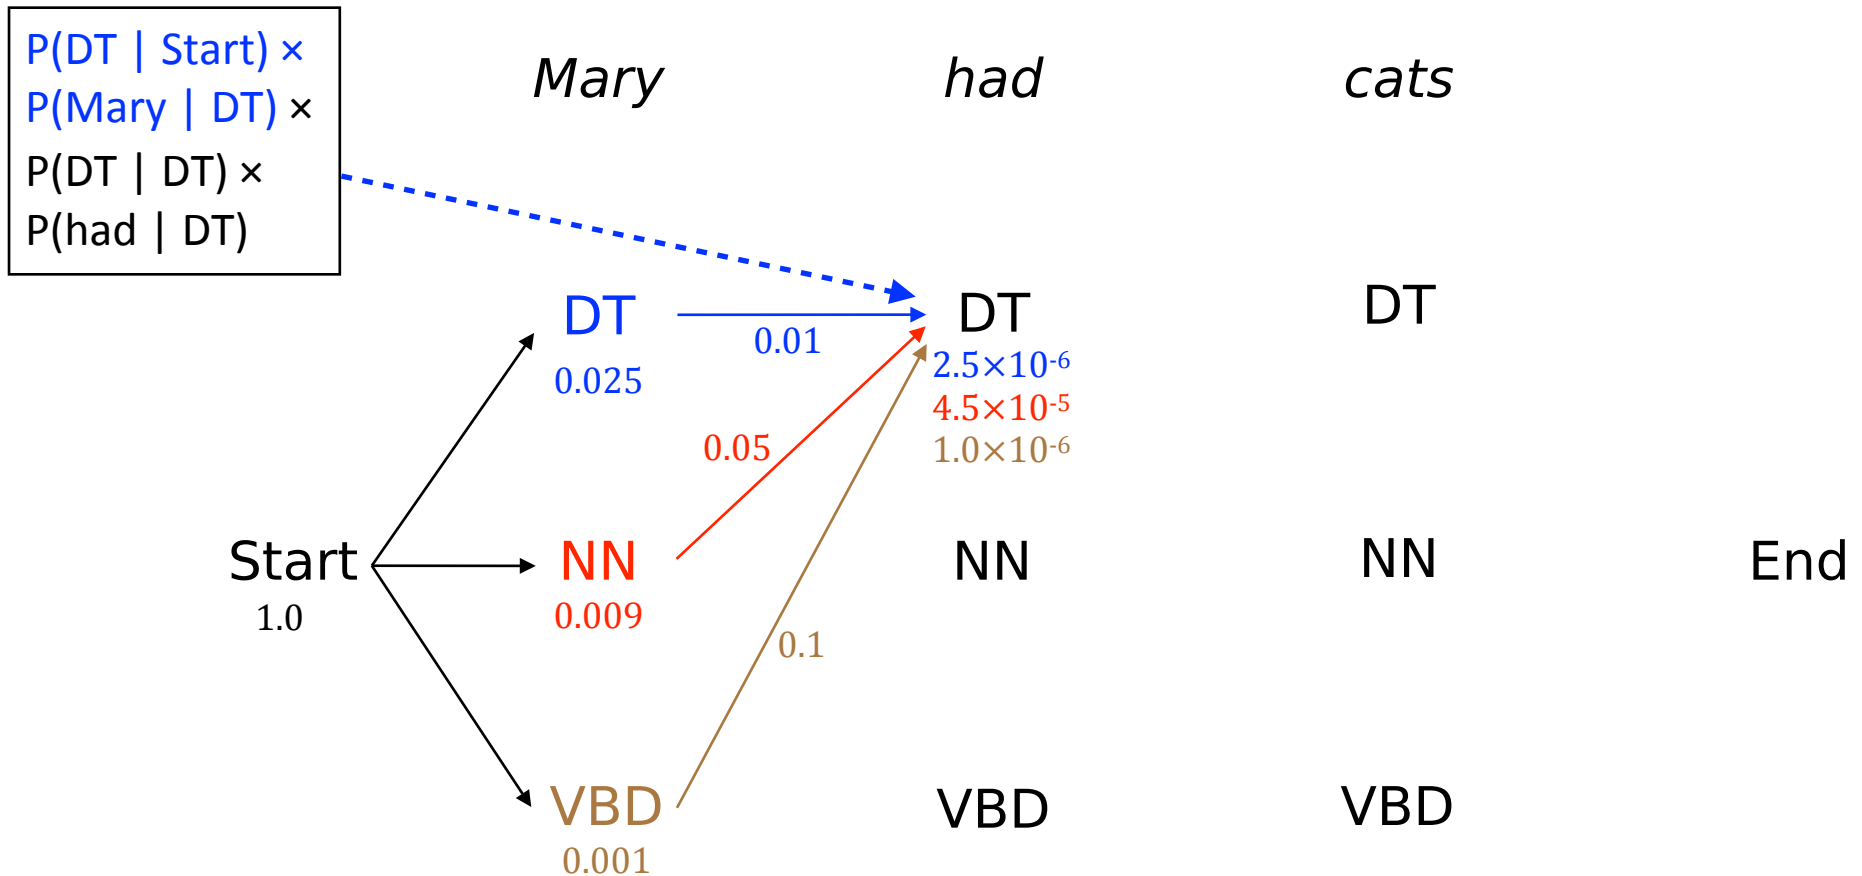 P(DT | Start) ×
P(Mary | DT) ×
P(DT | DT) ×
P(had | DT)
Mary had cats
DT DT DT
0.01
0.025
2.5×10⁻⁶
4.5×10⁻⁵
1.0×10⁻⁶
0.05
Start NN NN NN End
1.0 0.009
0.1
VBD VBD VBD
0.001